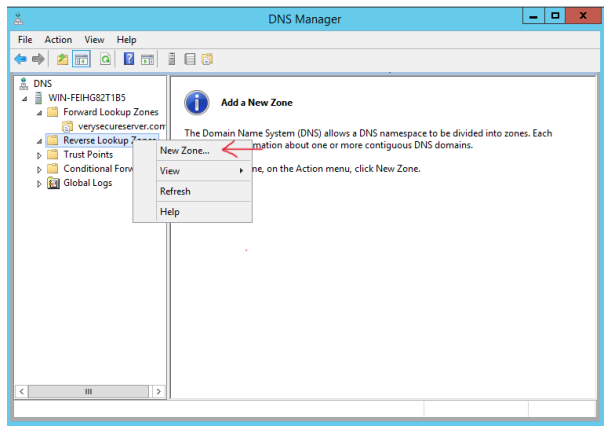 DNS Manager
File Action View Help
DNS
WIN-FEIHG82T1B5
Forward Lookup Zones
verysecureserver.com
Reverse Lookup Zones
Trust Points
Conditional Forw
Global Logs
New Zone...
View
Refresh
Help
Add a New Zone
The Domain Name System (DNS) allows a DNS namespace to be divided into zones. Each
mation about one or more contiguous DNS domains.
ne, on the Action menu, click New Zone.